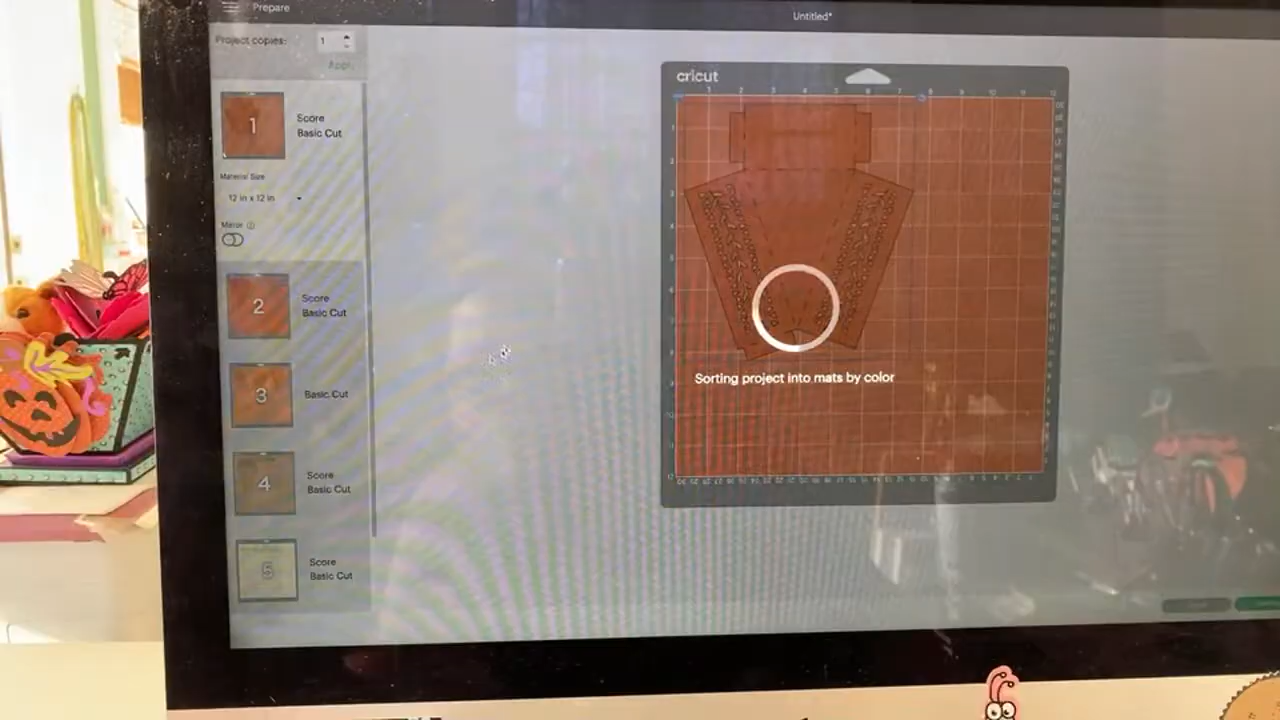 Prepare
Untitled*
Project copies: 1
Apply
1
Score
Basic Cut
Material Size
12 in x 12 in
Mirror
2
Score
Basic Cut
3
Basic Cut
4
Score
Basic Cut
5
Score
Basic Cut
cricut
Sorting project into mats by color